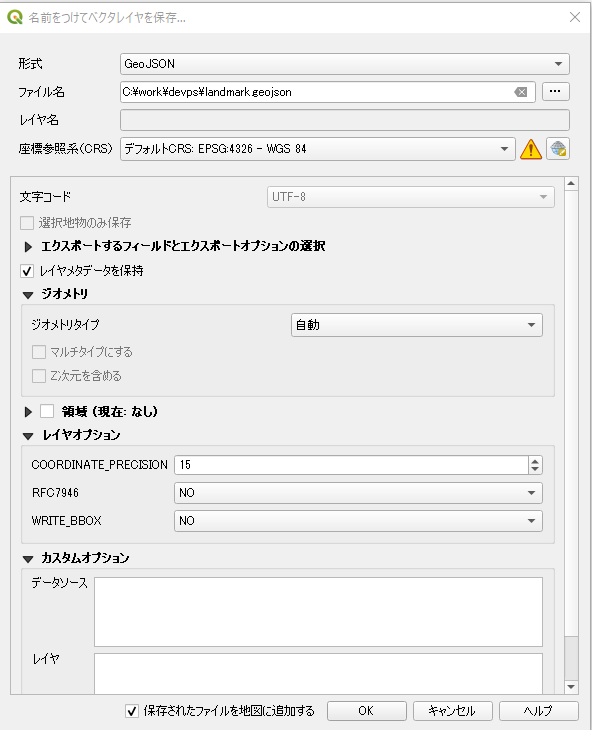 名前をつけてベクタレイヤを保存...
形式 GeoJSON
ファイル名 C:¥work¥devps¥landmark.geojson ...
レイヤ名
座標参照系(CRS) デフォルトCRS: EPSG:4326 - WGS 84
文字コード UTF-8
選択地物のみ保存
エクスポートするフィールドとエクスポートオプションの選択
レイヤメタデータを保持
ジオメトリ
ジオメトリタイプ 自動
マルチタイプにする
Z次元を含める
領域 (現在: なし)
レイヤオプション
COORDINATE_PRECISION 15
RFC7946 NO
WRITE_BBOX NO
カスタムオプション
データソース
レイヤ
保存されたファイルを地図に追加する OK キャンセル ヘルプ